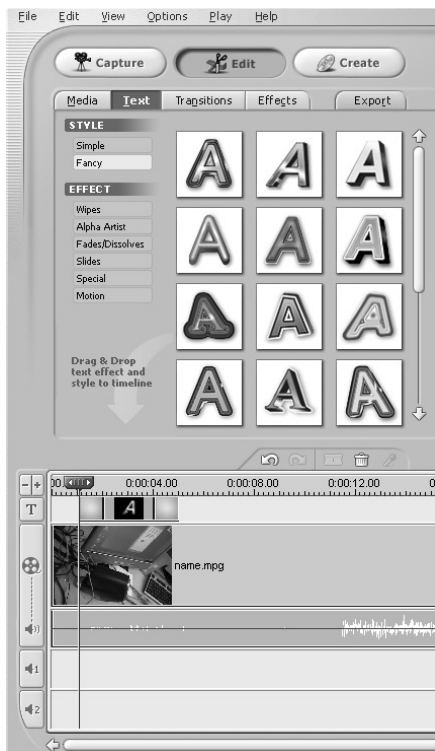 File Edit View Options Play Help
Capture Edit Create
Media Text Transitions Effects Export
STYLE
Simple
Fancy
EFFECT
Wipes
Alpha Artist
Fades/Dissolves
Slides
Special
Motion
Drag & Drop
text effect and
style to timeline
A A A
A A A
A A A
A A A
0:00:04.00 0:00:08.00 0:00:12.00
T A
name.mpg
1
2